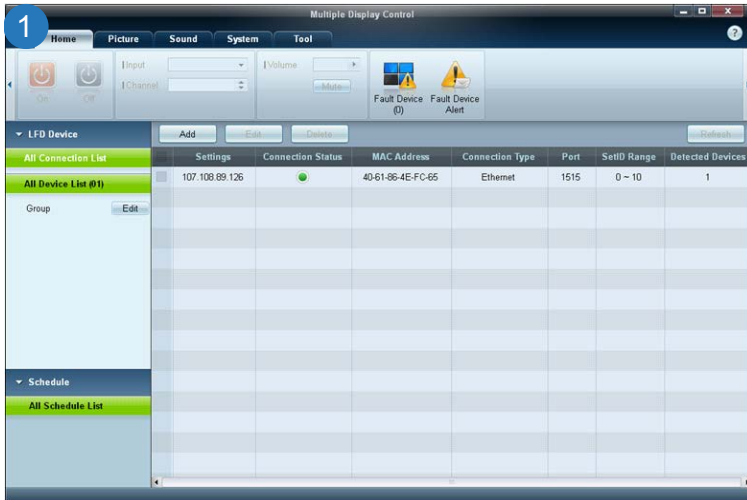 Multiple Display Control
1
Home Picture Sound System Tool
?
On Off
Input
Channel
Volume
Mute
Fault Device
(0)
Fault Device
Alert
LFD Device
Add Edit Delete Refresh
All Connection List
Settings Connection Status MAC Address Connection Type Port SetID Range Detected Devices
All Device List (01)
107.108.89.126 40-61-86-4E-FC-65 Ethernet 1515 0 ~ 10 1
Group Edit
Schedule
All Schedule List